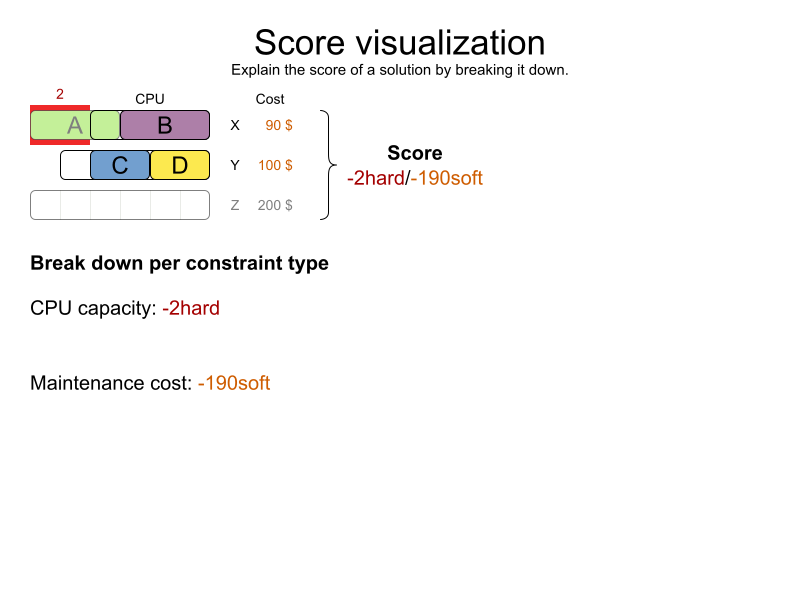 Score visualization
Explain the score of a solution by breaking it down.
2 CPU Cost
A B X 90 $
C D Y 100 $
Z 200 $
Score
-2hard/-190soft
Break down per constraint type
CPU capacity: -2hard
Maintenance cost: -190soft